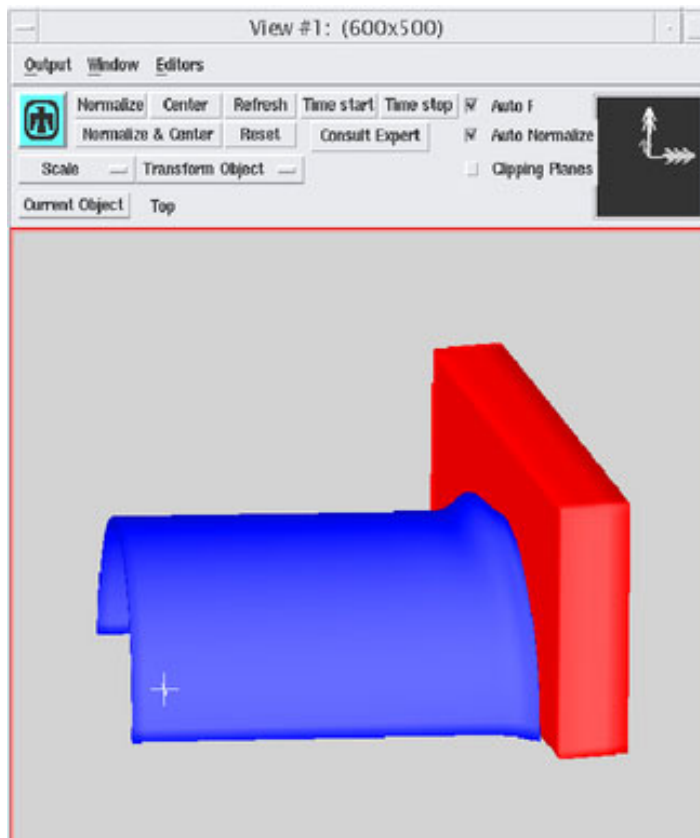 View #1: (600x500)
Output Window Editors
Normalize Center Refresh Time start Time stop Auto F
Normalize & Center Reset Consult Expert Auto Normalize
Scale Transform Object Clipping Planes
Current Object Top